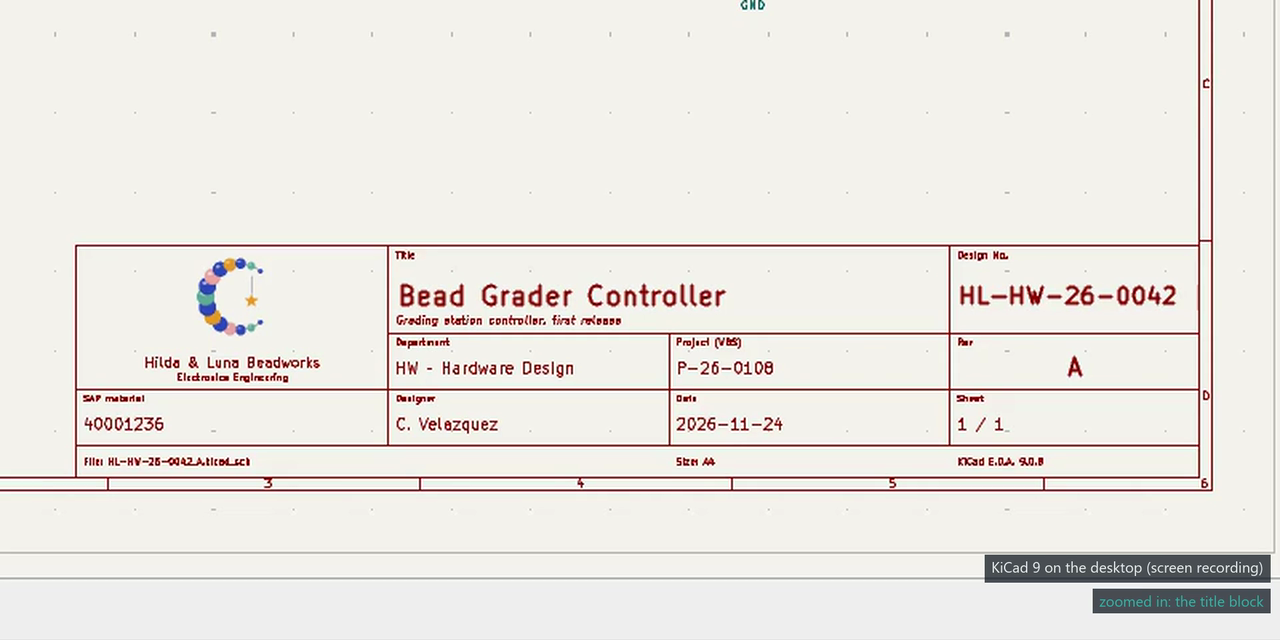 GND
C
Title
Design No.
Bead Grader Controller
HL-HW-26-0042
Grading station controller, first release
Hilda & Luna Beadworks
Electronics Engineering
Department
HW - Hardware Design
Project (WBS)
P-26-0108
Rev
A
SAP material
40001236
Designer
C. Velazquez
Date
2026-11-24
Sheet
1 / 1
D
File: HL-HW-26-0042_A.kicad_sch
Size: A4
KiCad E.D.A. 9.0.8
3
4
5
6
KiCad 9 on the desktop (screen recording)
zoomed in: the title block